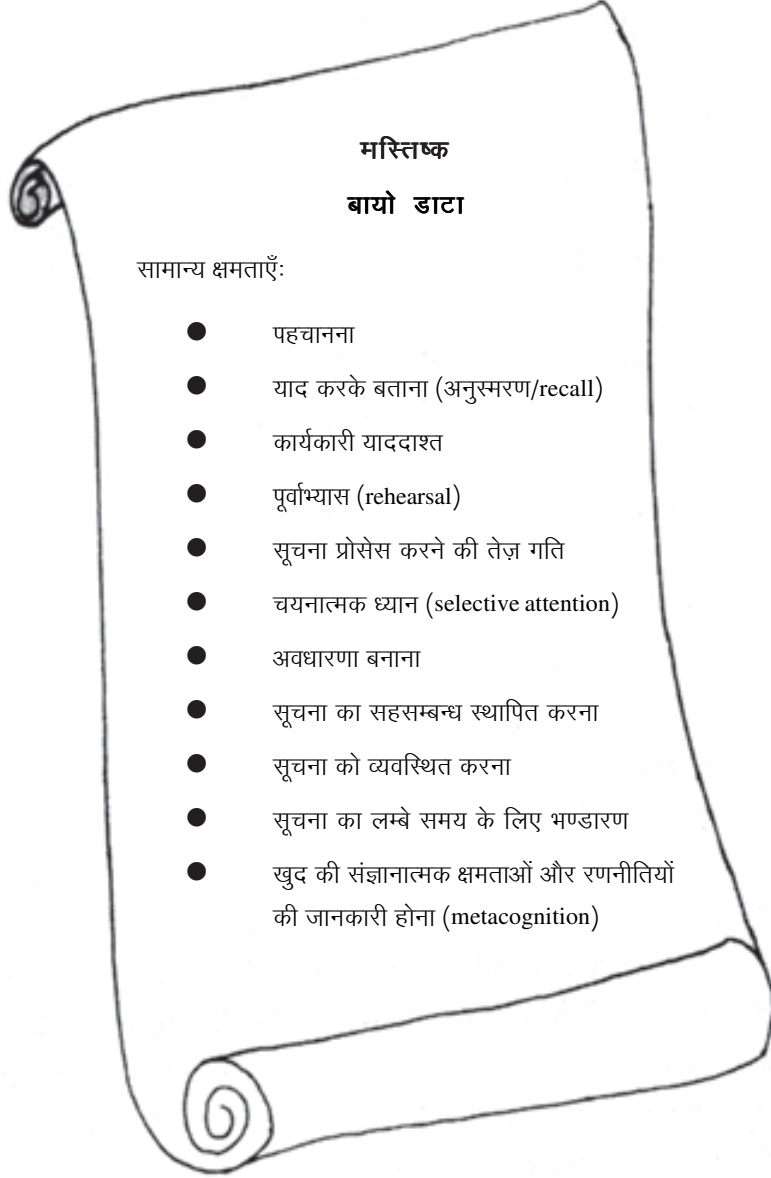 मस्तिष्क
बायो डाटा
सामान्य क्षमताएँ:
● पहचानना
● याद करके बताना (अनुस्मरण/recall)
● कार्यकारी याददाश्त
● पूर्वाभ्यास (rehearsal)
● सूचना प्रोसेस करने की तेज़ गति
● चयनात्मक ध्यान (selective attention)
● अवधारणा बनाना
● सूचना का सहसम्बन्ध स्थापित करना
● सूचना को व्यवस्थित करना
● सूचना का लम्बे समय के लिए भण्डारण
● खुद की संज्ञानात्मक क्षमताओं और रणनीतियों
की जानकारी होना (metacognition)